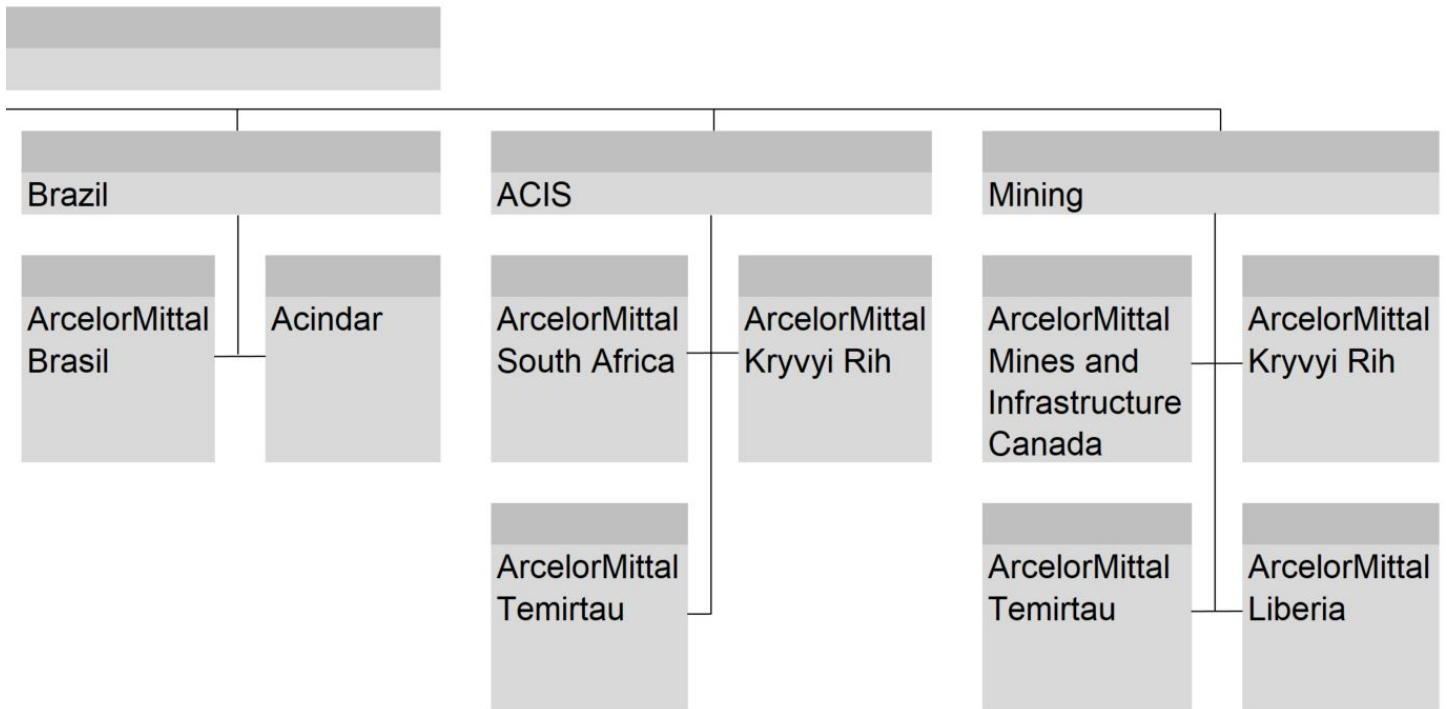 Brazil
ACIS
Mining
ArcelorMittal
Brasil
Acindar
ArcelorMittal
South Africa
ArcelorMittal
Kryvyi Rih
ArcelorMittal
Mines and
Infrastructure
Canada
ArcelorMittal
Kryvyi Rih
ArcelorMittal
Temirtau
ArcelorMittal
Temirtau
ArcelorMittal
Liberia